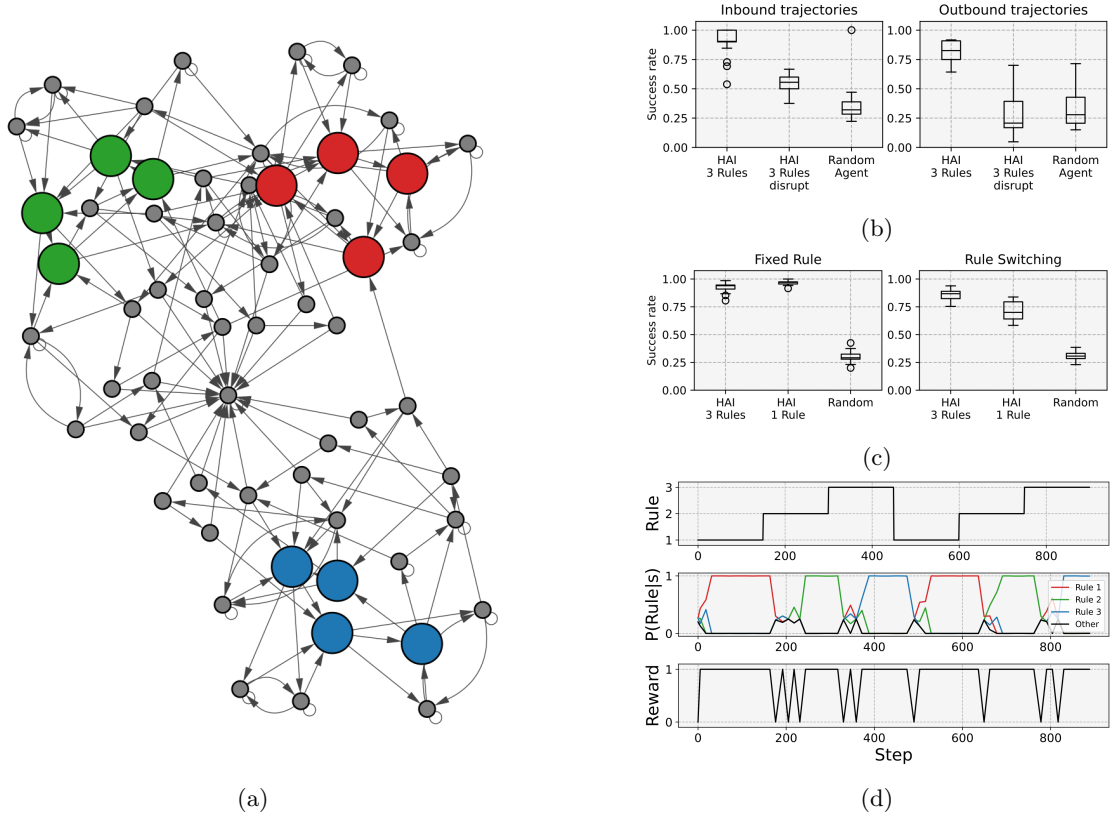 (a)
Inbound trajectories
Outbound trajectories
Success rate
1.00
0.75
0.50
0.25
0.00
HAI
3 Rules
HAI
3 Rules
disrupt
Random
Agent
1.00
0.75
0.50
0.25
0.00
HAI
3 Rules
HAI
3 Rules
disrupt
Random
Agent
(b)
Fixed Rule
Rule Switching
Success rate
1.00
0.75
0.50
0.25
0.00
HAI
3 Rules
HAI
1 Rule
Random
1.00
0.75
0.50
0.25
0.00
HAI
3 Rules
HAI
1 Rule
Random
(c)
Rule
3
2
1
0 200 400 600 800
P(Rule|s)
1
0
Rule 1
Rule 2
Rule 3
Other
0 200 400 600 800
Reward
1
0
0 200 400 600 800
Step
(d)